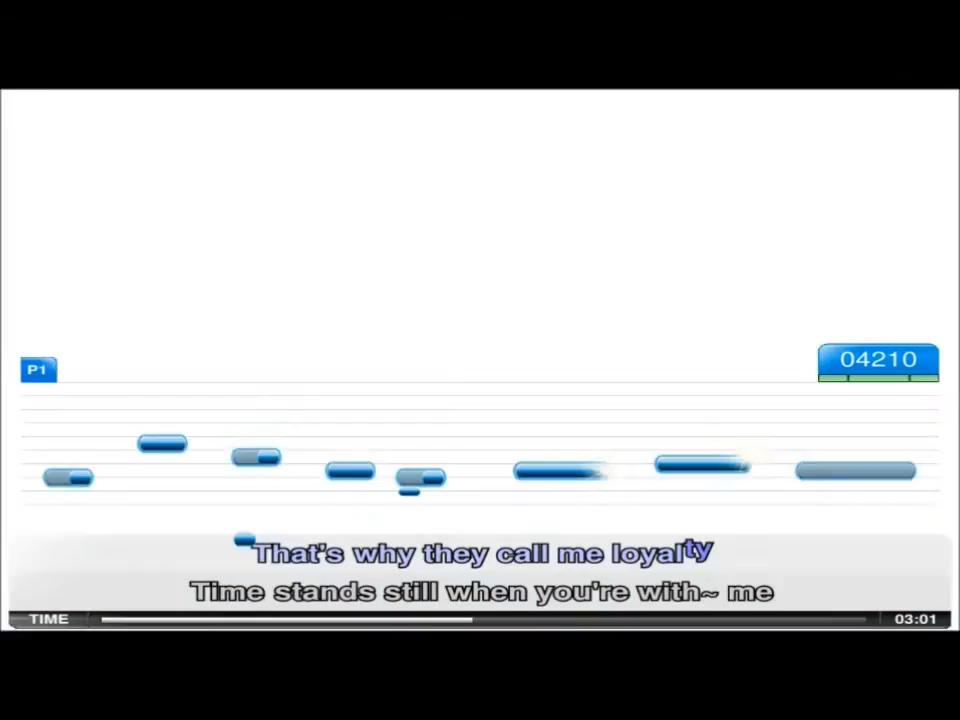 P1
04210
That's why they call me loyalty
Time stands still when you're with~ me
TIME
03:01